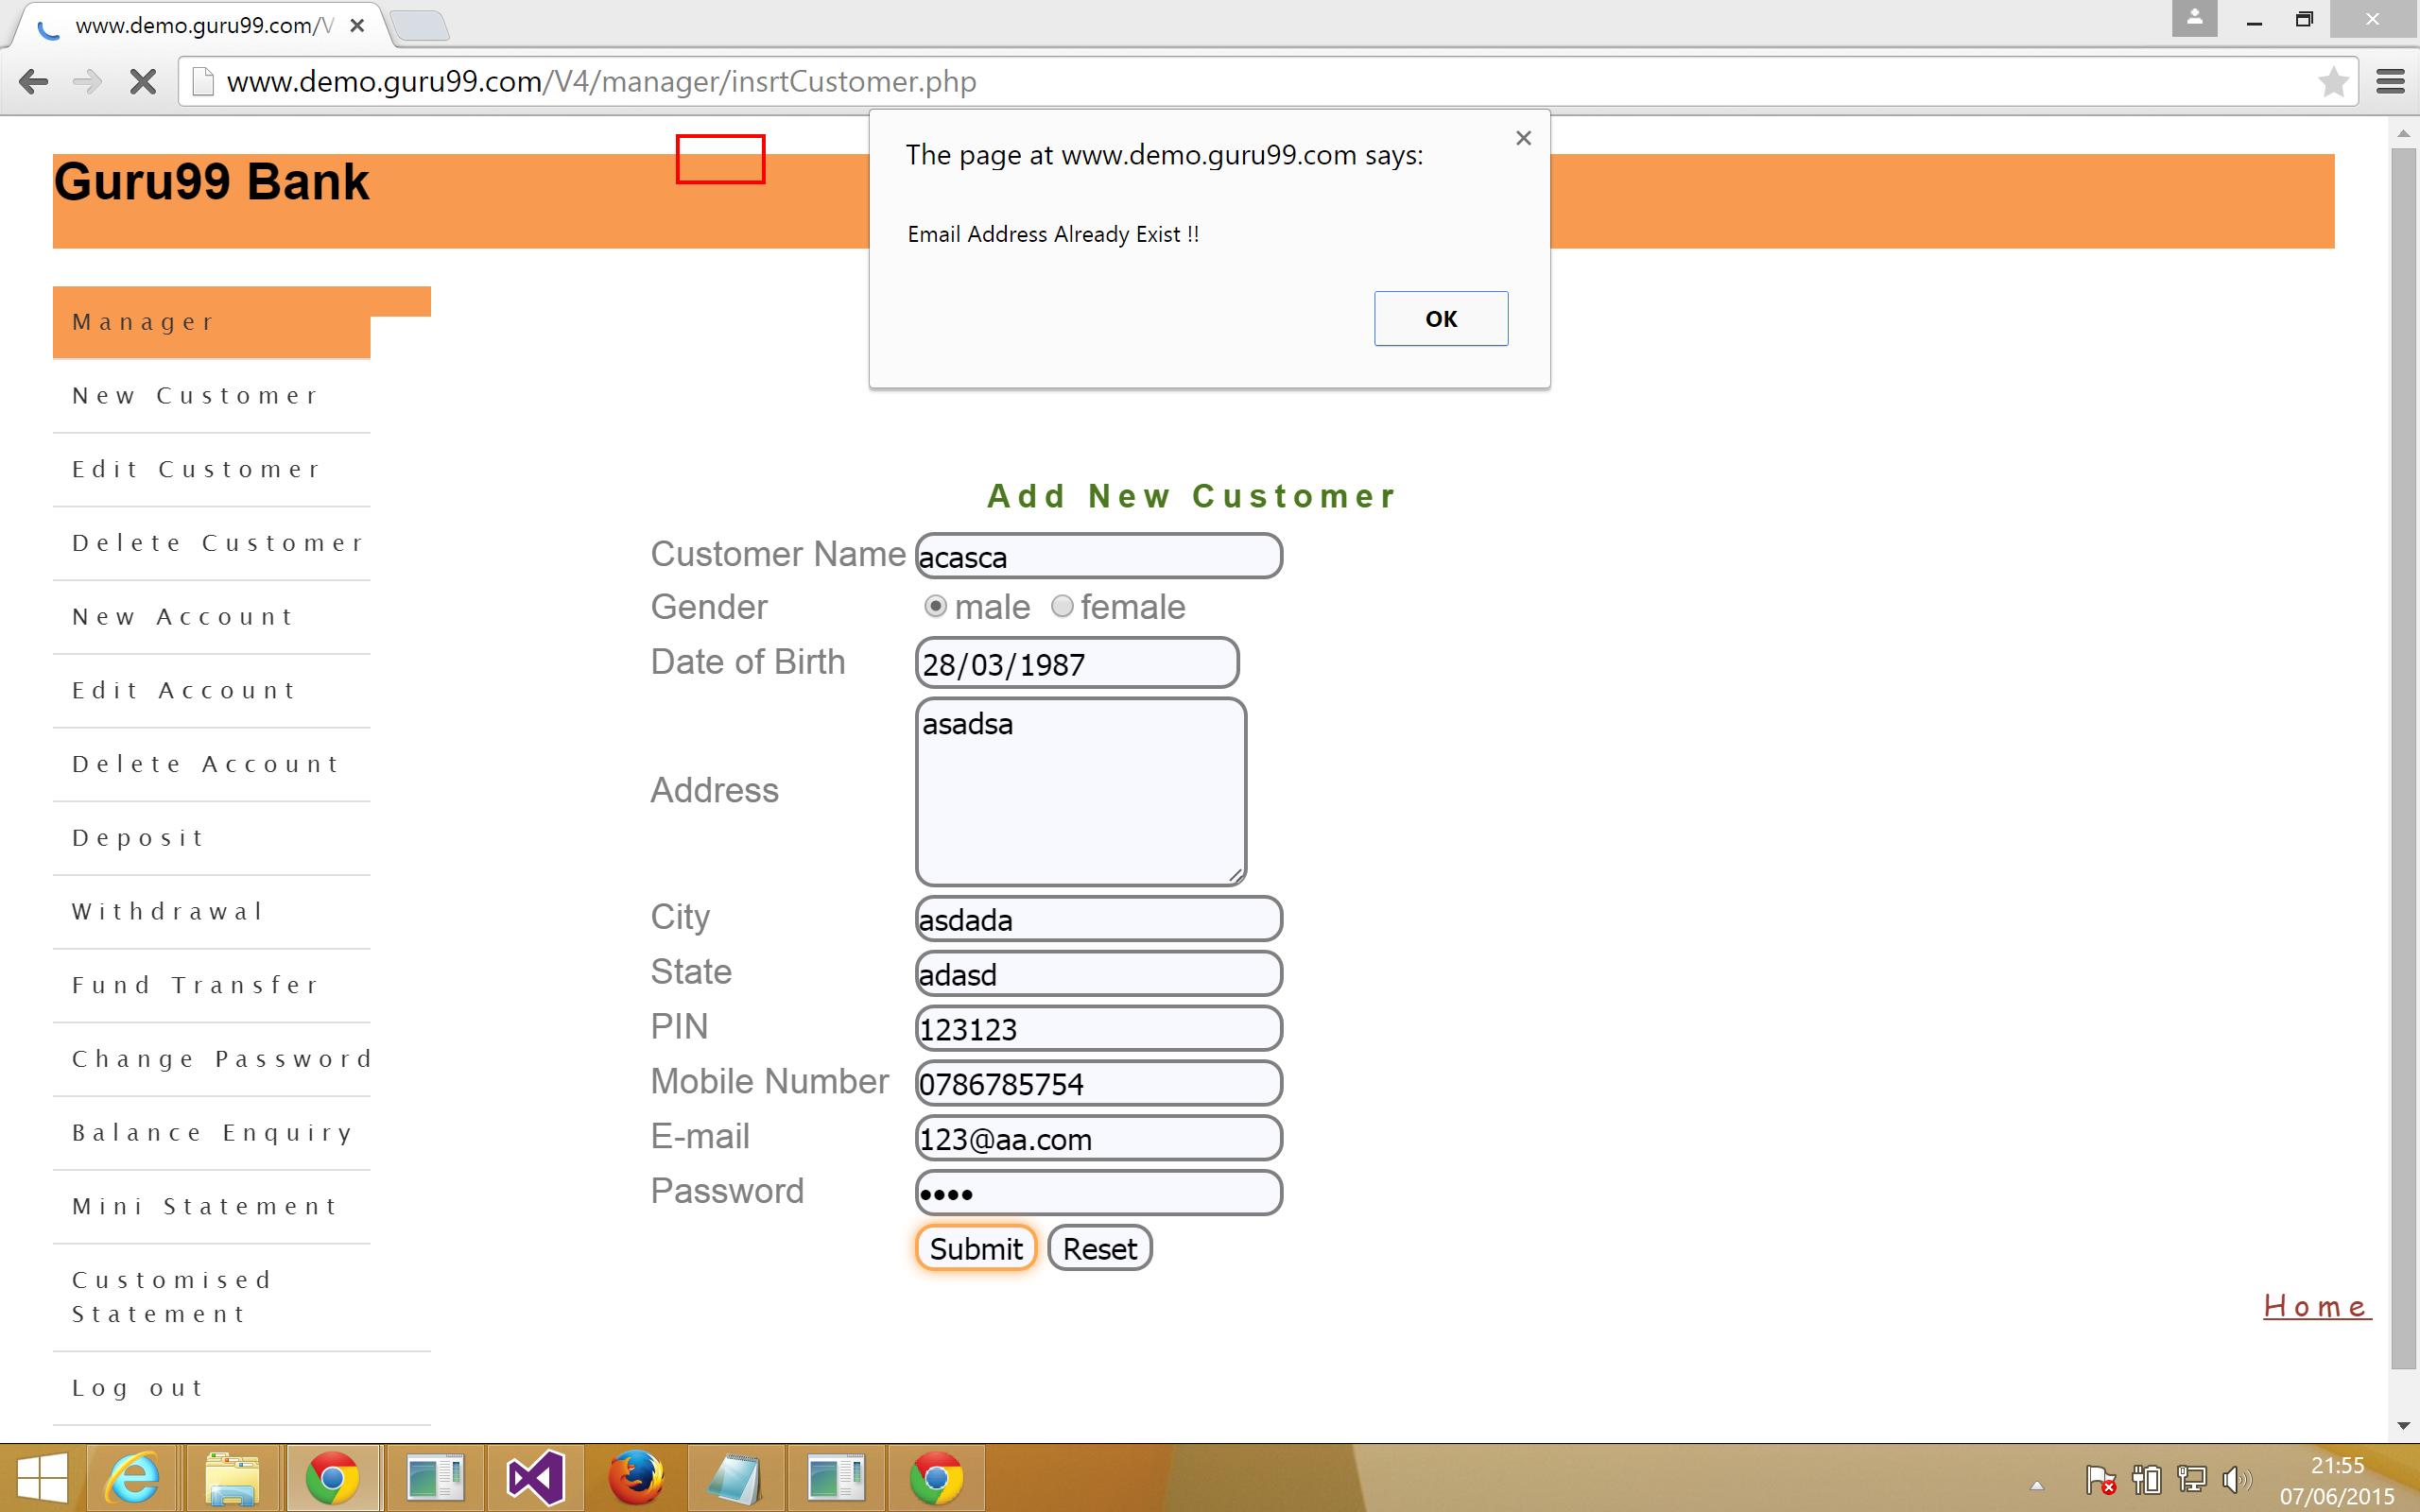 www.demo.guru99.com/V
www.demo.guru99.com/V4/manager/insrtCustomer.php
The page at www.demo.guru99.com says:
Email Address Already Exist !!
OK
Guru99 Bank
Manager
New Customer
Edit Customer
Delete Customer
New Account
Edit Account
Delete Account
Deposit
Withdrawal
Fund Transfer
Change Password
Balance Enquiry
Mini Statement
Customised
Statement
Log out
Add New Customer
Customer Name acasca
Gender male female
Date of Birth 28/03/1987
Address asadsa
City asdada
State adasd
PIN 123123
Mobile Number 0786785754
E-mail 123@aa.com
Password ••••
Submit Reset
Home
21:55
07/06/2015